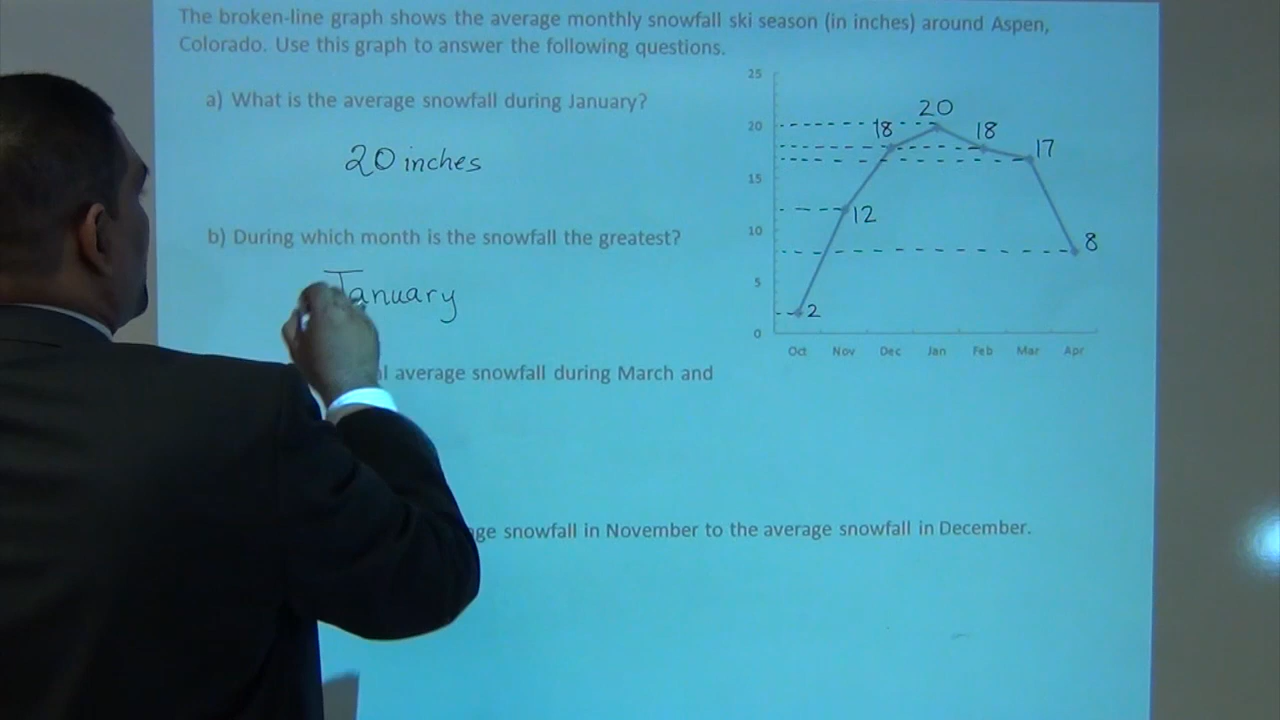 The broken-line graph shows the average monthly snowfall ski season (in inches) around Aspen,
Colorado. Use this graph to answer the following questions.
a) What is the average snowfall during January?
20 inches
b) During which month is the snowfall the greatest?
January
average snowfall during March and
snowfall in November to the average snowfall in December.
25
20
15
10
5
0
20
18
18
17
12
8
2
Oct Nov Dec Jan Feb Mar Apr